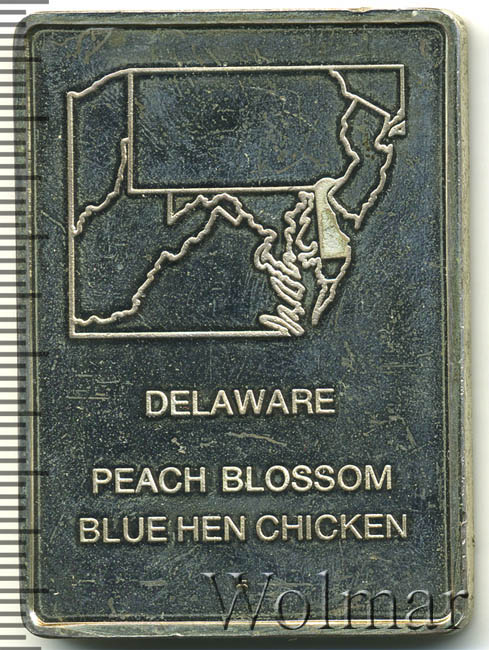 DELAWARE
PEACH BLOSSOM
BLUE HEN CHICKEN
Wolmar